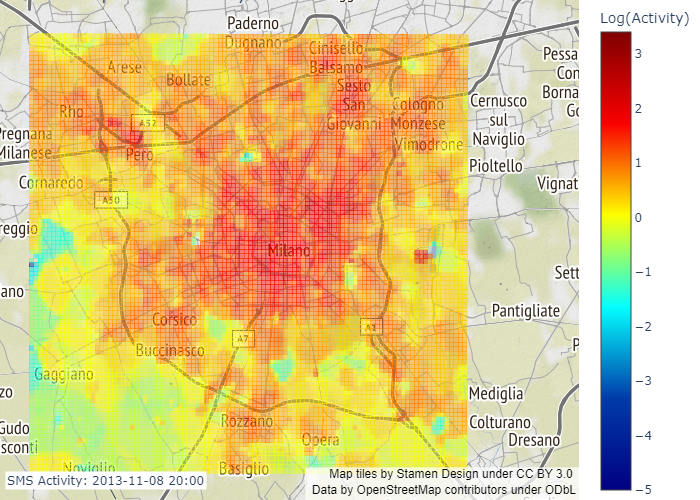 Paderno
Dugnano
Log(Activity)
Cinisello
Balsamo
Arese
Bollate
Sesto
San
Giovanni
Pessa
Con
Borna
Go
Rho
A52
Cologno
Monzese
Cernusco
sul
Naviglio
Pregnana
Milanese
Pero
Vimodrone
Pioltello
Cornaredo
Vignat
A50
reggio
Milano
Sett
ano
Corsico
A7
A1
Pantigliate
Buccinasco
P
Gaggiano
zo
Mediglia
Gudo
sconti
Rozzano
Colturano
Opera
Dresano
Noviglio
Basiglio
SMS Activity: 2013-11-08 20:00
Map tiles by Stamen Design under CC BY 3.0
Data by OpenStreetMap contributors under ODbL
3
2
1
0
−1
−2
−3
−4
−5